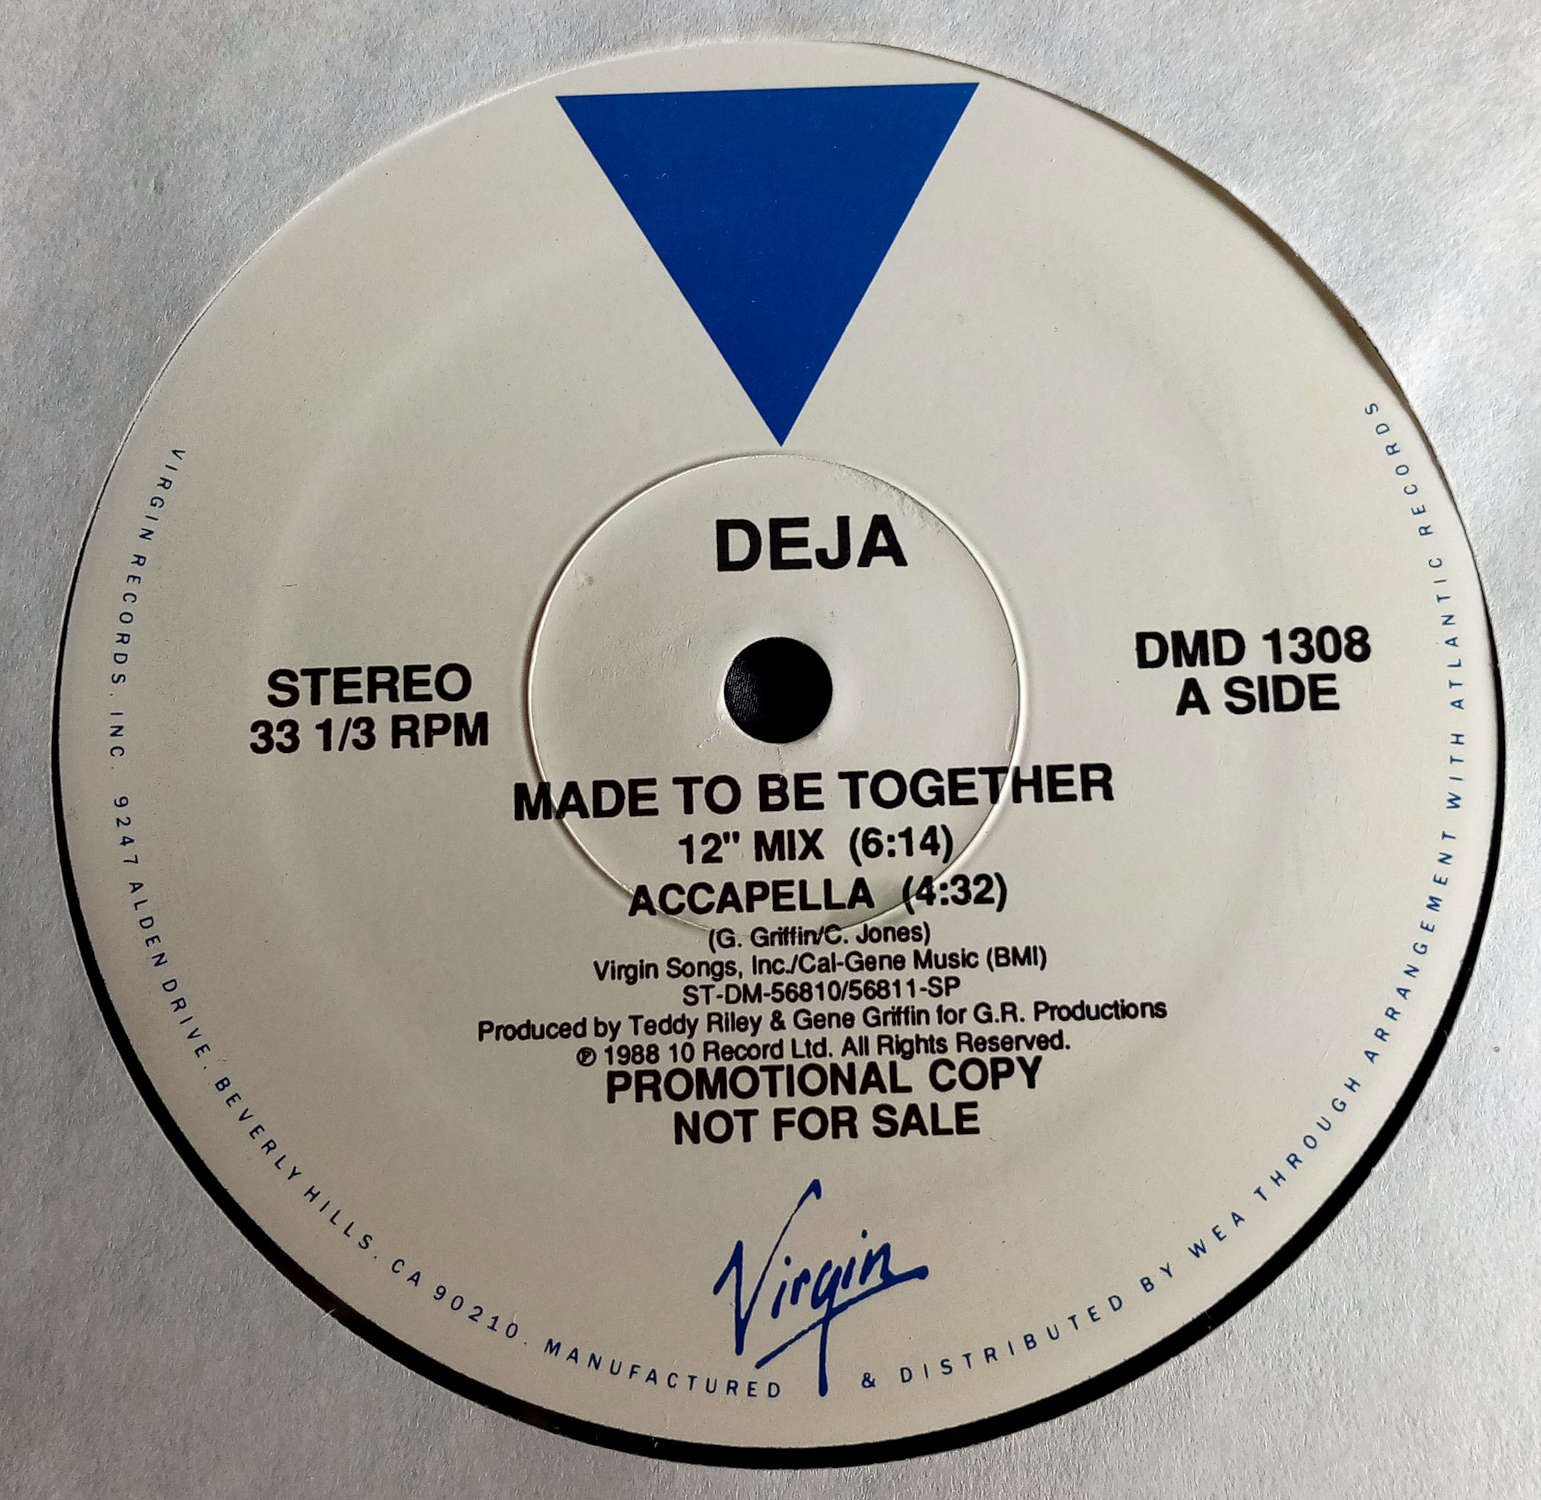 DEJA
STEREO
33 1/3 RPM
DMD 1308
A SIDE
MADE TO BE TOGETHER
12" MIX (6:14)
ACCAPELLA (4:32)
(G. Griffin/C. Jones)
Virgin Songs, Inc./Cal-Gene Music (BMI)
ST-DM-56810/56811-SP
Produced by Teddy Riley & Gene Griffin for G.R. Productions
℗ 1988 10 Record Ltd. All Rights Reserved.
PROMOTIONAL COPY
NOT FOR SALE
Virgin
VIRGIN RECORDS, INC. 9247 ALDEN DRIVE. BEVERLY HILLS. CA 90210. MANUFACTURED & DISTRIBUTED BY WEA THROUGH ARRANGEMENT WITH ATLANTIC RECORDS